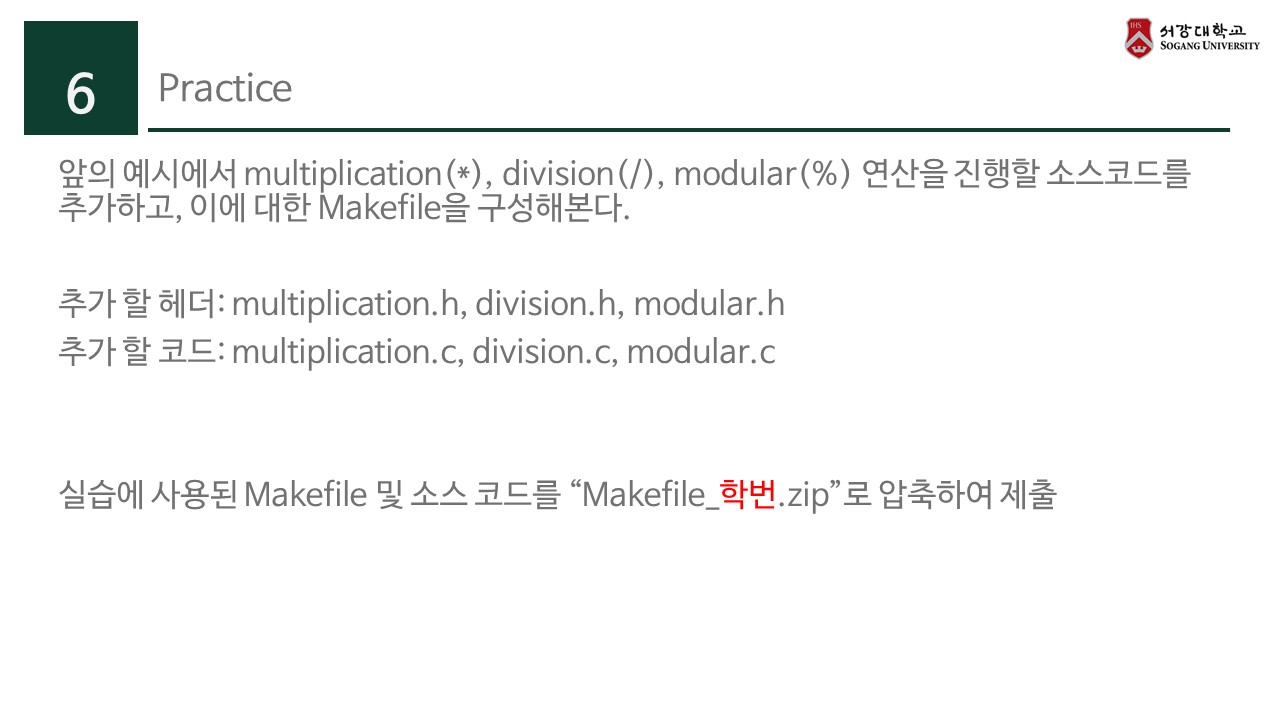 IHS
서강대학교
SOGANG UNIVERSITY
6
Practice
앞의 예시에서 multiplication(*), division(/), modular(%) 연산을 진행할 소스코드를
추가하고, 이에 대한 Makefile을 구성해본다.
추가 할 헤더: multiplication.h, division.h, modular.h
추가 할 코드: multiplication.c, division.c, modular.c
실습에 사용된 Makefile 및 소스 코드를 “Makefile_학번.zip”로 압축하여 제출